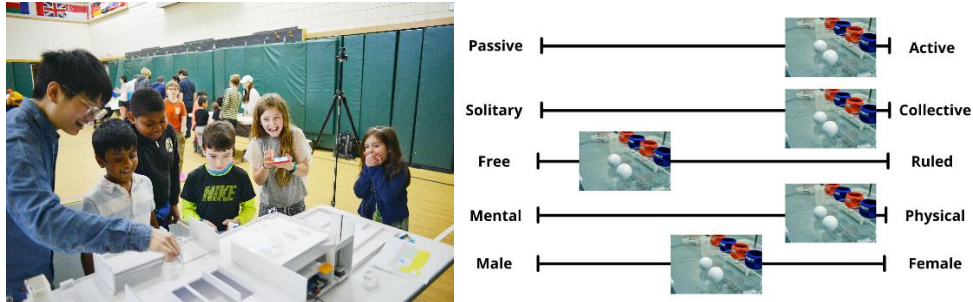 NIKE
Passive Active
Solitary Collective
Free Ruled
Mental Physical
Male Female